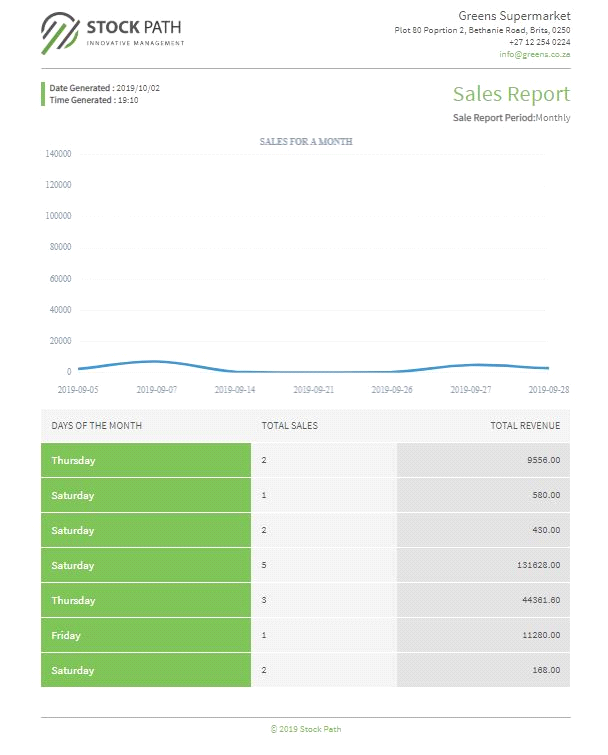 STOCK PATH
INNOVATIVE MANAGEMENT
Greens Supermarket
Plot 80 Poprtion 2, Bethanie Road, Brits, 0250
+27 12 254 0224
info@greens.co.za
Date Generated : 2019/10/02
Time Generated : 19:10
Sales Report
Sale Report Period:Monthly
SALES FOR A MONTH
140000
120000
100000
80000
60000
40000
20000
0
2019-09-05 2019-09-07 2019-09-14 2019-09-21 2019-09-26 2019-09-27 2019-09-28
DAYS OF THE MONTH TOTAL SALES TOTAL REVENUE
Thursday 2 9556.00
Saturday 1 580.00
Saturday 2 430.00
Saturday 5 131628.00
Thursday 3 44361.60
Friday 1 11280.00
Saturday 2 168.00
© 2019 Stock Path